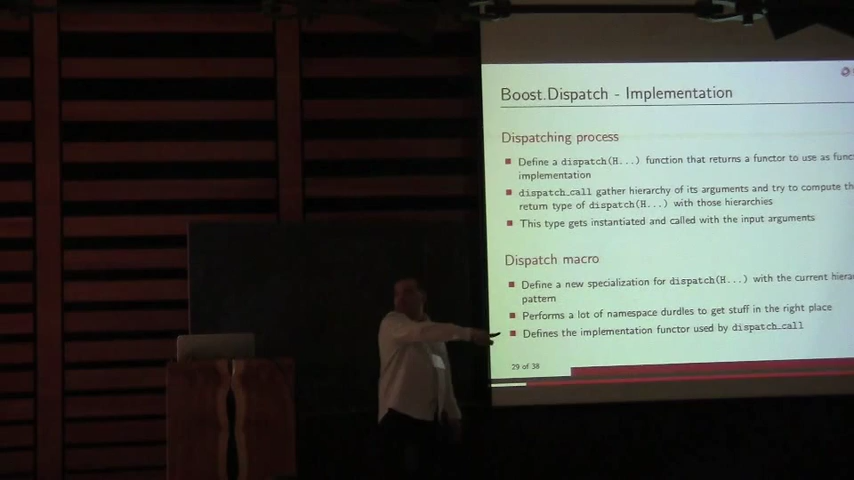 Boost.Dispatch - Implementation
Dispatching process
Define a dispatch(H...) function that returns a functor to use as
implementation
dispatch_call gather hierarchy of its arguments and try to compute
return type of dispatch(H...) with those hierarchies
This type gets instantiated and called with the input arguments
Dispatch macro
Define a new specialization for dispatch(H...) with the current
pattern
Performs a lot of namespace durdles to get stuff in the right place
Defines the implementation functor used by dispatch_call
29 of 38